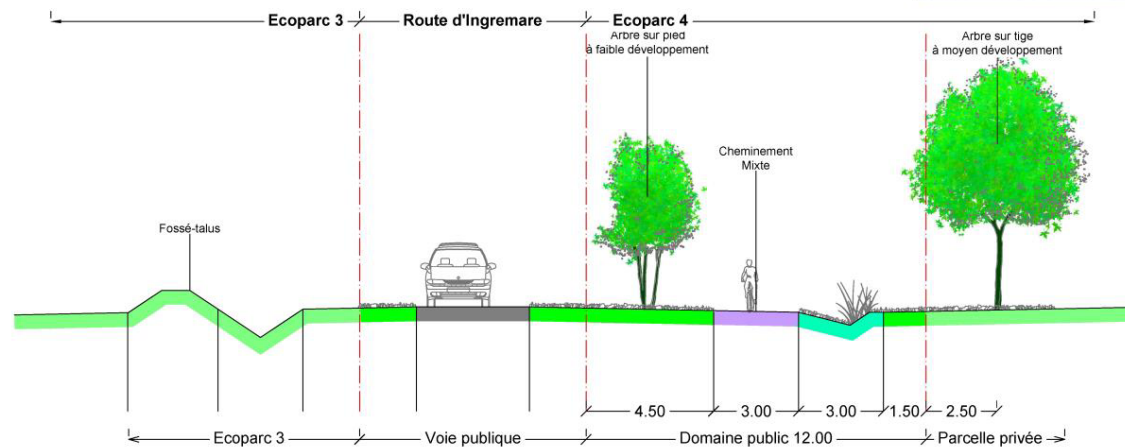 Ecoparc 3
Route d'Ingremare
Ecoparc 4
Arbre sur pied
à faible développement
Arbre sur tige
à moyen développement
Cheminement
Mixte
Fossé-talus
4.50
3.00
3.00
1.50
2.50
Ecoparc 3
Voie publique
Domaine public 12.00
Parcelle privée